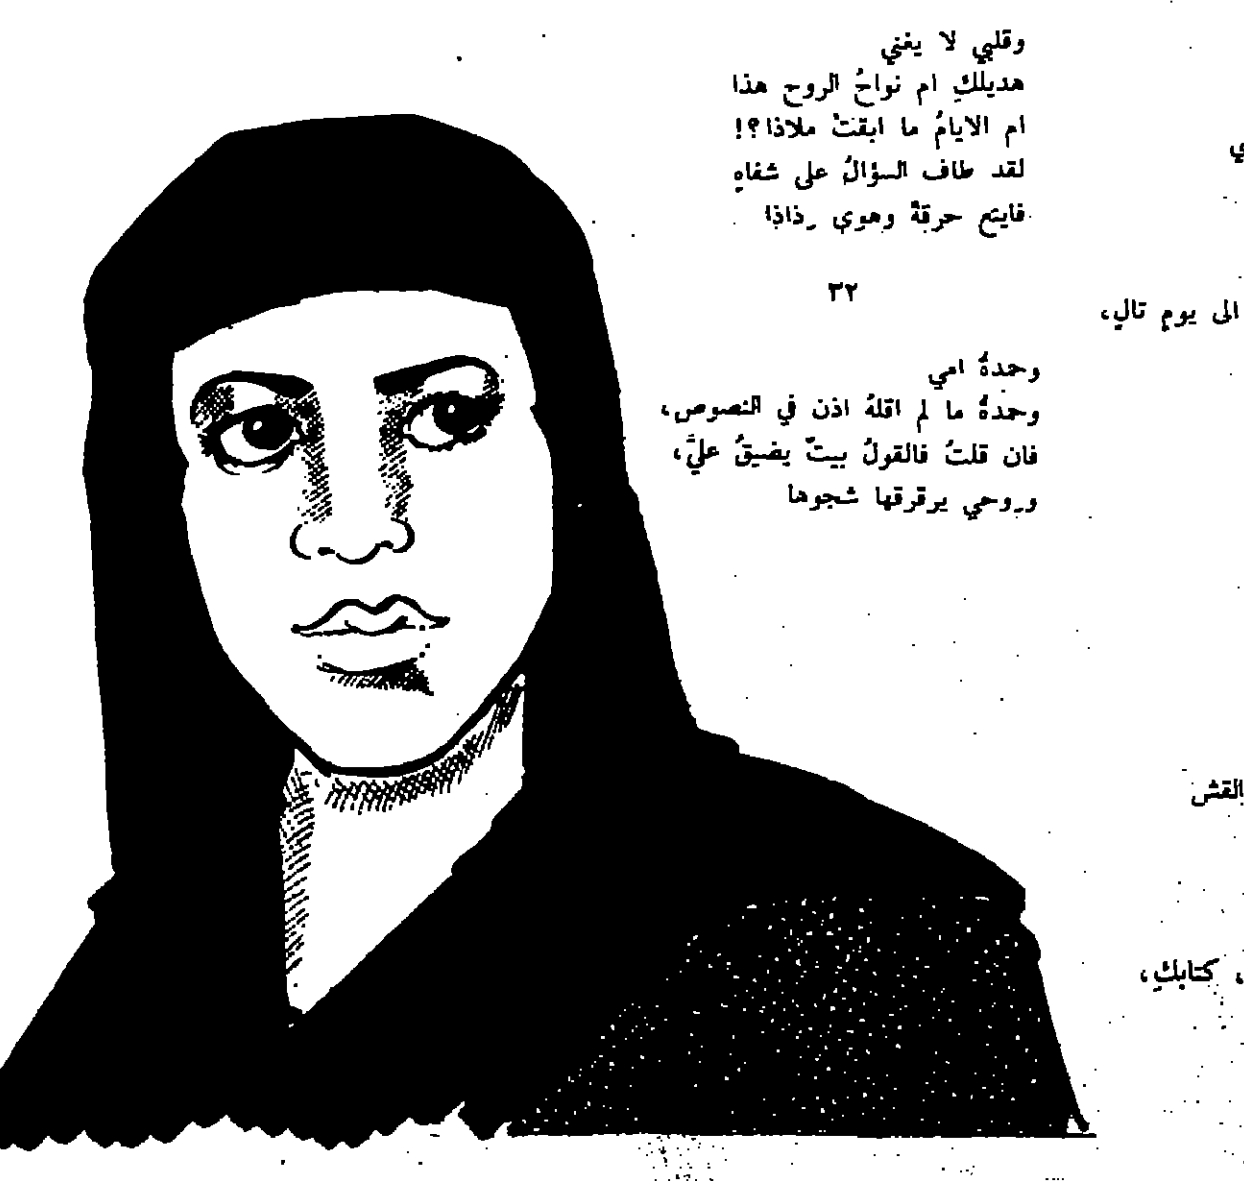 وقلبي لا يغني
هديلكِ ام نواحُ الروح هذا
ام الايامُ ما ابقتْ ملاذا؟!
لقد طاف السؤالُ على شفاهٍ
فاينع حرقةً وهوى رذاذا
٣٢
وحمدةُ امي
وحمدةُ ما لم اقلهُ اذن في النصوص،
فان قلتُ فالقولُ بيتٌ يضيقُ عليَّ،
وروحي يرقرقها شجوها
ي
الى يومٍ تالٍ،
القش
، كتابكِ،